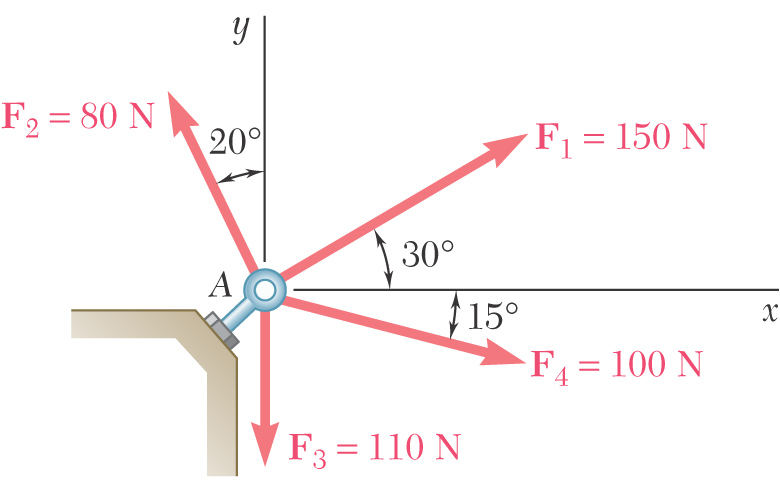 y
F₂ = 80 N
20°
F₁ = 150 N
30°
A
15°
x
F₄ = 100 N
F₃ = 110 N